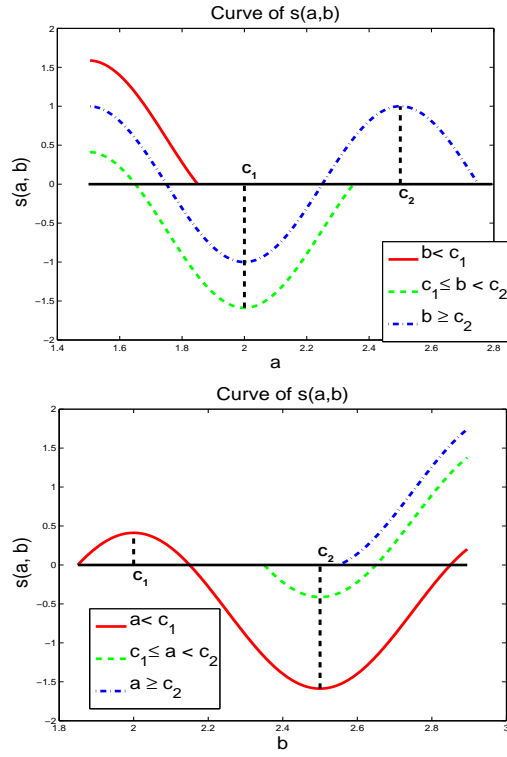 Curve of s(a,b)
2
1.5
1
0.5
0
−0.5
−1
−1.5
−2
s(a, b)
c₁
c₂
b< c₁
c₁≤ b < c₂
b ≥ c₂
1.4 1.6 1.8 2 2.2 2.4 2.6 2.8
a
Curve of s(a,b)
2
1.5
1
0.5
0
−0.5
−1
−1.5
−2
s(a, b)
c₁
c₂
a< c₁
c₁≤ a < c₂
a ≥ c₂
1.8 2 2.2 2.4 2.6 2.8 3
b